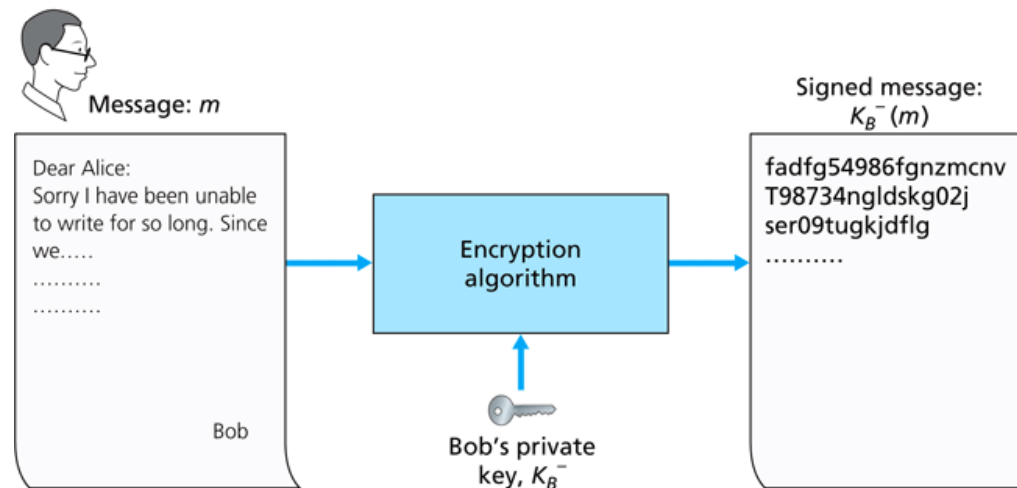 Message: m
Dear Alice:
Sorry I have been unable
to write for so long. Since
we.....
..........
..........
Bob
Encryption
algorithm
Bob's private
key, K_B^-
Signed message:
K_B^- (m)
fadfg54986fgnzmcnv
T98734ngldskg02j
ser09tugkjdflg
..........